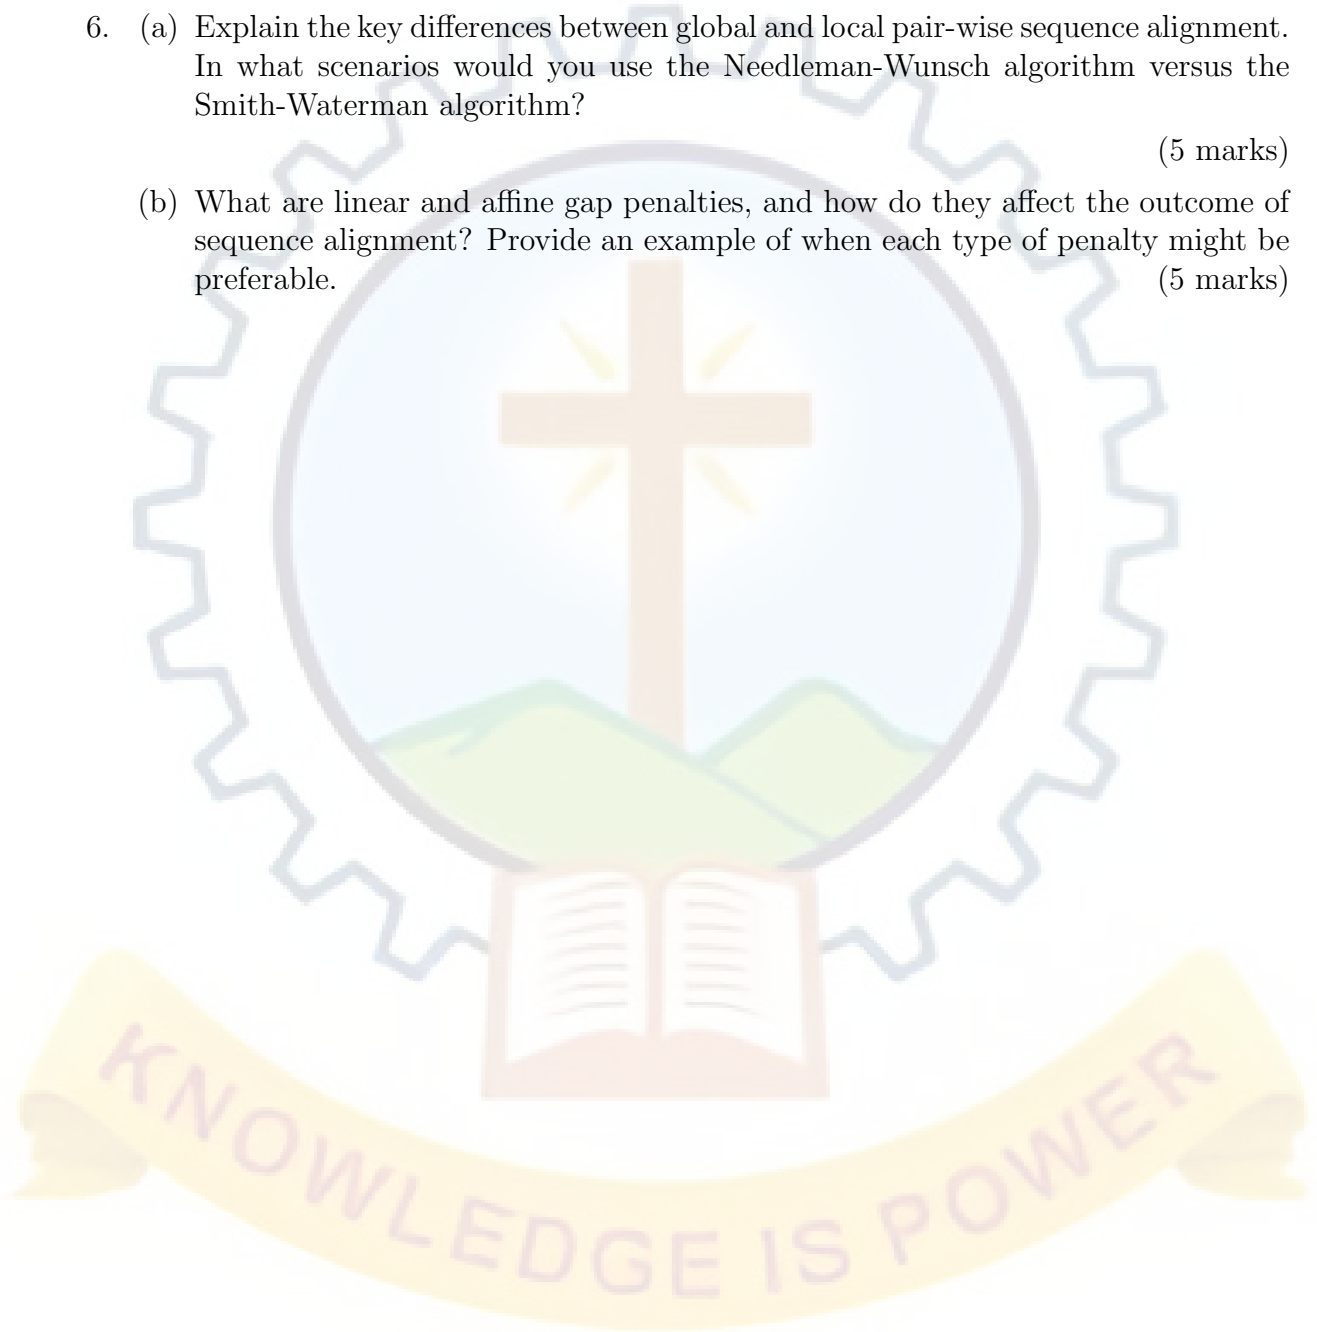 6. (a) Explain the key differences between global and local pair-wise sequence alignment.
In what scenarios would you use the Needleman-Wunsch algorithm versus the
Smith-Waterman algorithm?
(5 marks)
(b) What are linear and affine gap penalties, and how do they affect the outcome of
sequence alignment? Provide an example of when each type of penalty might be
preferable. (5 marks)
KNOWLEDGE IS POWER